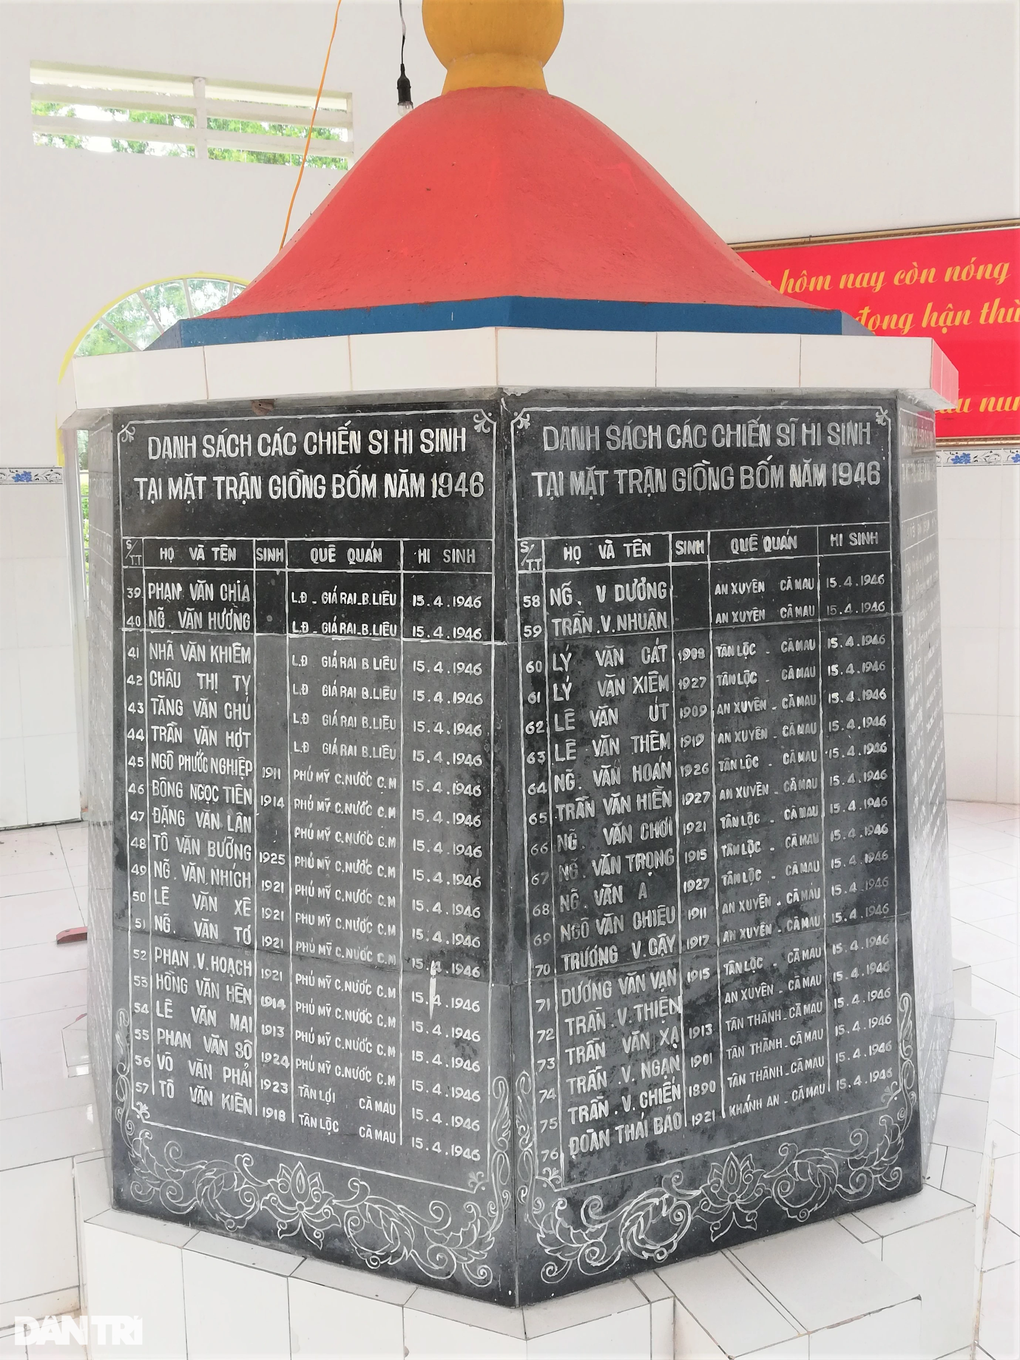 hôm nay còn nóng
đọng hận thù
DANH SÁCH CÁC CHIẾN SI HI SINH
TẠI MẶT TRẬN GIỒNG BỐM NĂM 1946
S/TT HỌ VÀ TÊN SINH QUÊ QUÁN HI SINH
39 PHAN VĂN CHÌA L.Đ - GIÁ RAI.B.LIÊU 15.4.1946
40 NG. VĂN HƯỚNG L.Đ - GIÁ RAI.B.LIÊU 15.4.1946
41 NHÃ VĂN KHIÊM L.Đ GIÁ RAI B.LIÊU 15.4.1946
42 CHÂU THỊ TỴ L.Đ GIÁ RAI B.LIÊU 15.4.1946
43 TĂNG VĂN CHỦ L.Đ GIÁ RAI B.LIÊU 15.4.1946
44 TRẦN VĂN HỢT L.Đ GIÁ RAI B.LIÊU 15.4.1946
45 NGÔ PHƯỚC NGHIỆP 1911 PHÚ MỸ C.NƯỚC C.M 15.4.1946
46 BÔNG NGỌC TIÊN 1914 PHÚ MỸ C.NƯỚC C.M 15.4.1946
47 ĐẶNG VĂN LÂN PHÚ MỸ C.NƯỚC C.M 15.4.1946
48 TÔ VĂN BƯỠNG 1925 PHÚ MỸ C.NƯỚC C.M 15.4.1946
49 NG. VĂN NHÍCH 1921 PHÚ MỸ C.NƯỚC C.M 15.4.1946
50 LÊ VĂN XÊ 1921 PHÚ MỸ C.NƯỚC C.M 15.4.1946
51 NG. VĂN TỎ 1921 PHÚ MỸ C.NƯỚC C.M 15.4.1946
52 PHAN .V.HOẠCH 1921 PHÚ MỸ C.NƯỚC C.M 15.4.1946
53 HỒNG VĂN HÊN 1914 PHÚ MỸ C.NƯỚC C.M 15.4.1946
54 LÊ VĂN MAI 1913 PHÚ MỸ C.NƯỚC C.M 15.4.1946
55 PHAN VĂN SỒ 1924 PHÚ MỸ C.NƯỚC C.M 15.4.1946
56 VÕ VĂN PHẢI 1923 TÂN LỢI CÀ MAU 15.4.1946
57 TÔ VĂN KIÊN 1918 TÂN LỘC CÀ MAU 15.4.1946
DANH SÁCH CÁC CHIẾN SĨ HI SINH
TẠI MẶT TRẬN GIỒNG BỐM NĂM 1946
S/TT HỌ VÀ TÊN SINH QUÊ QUÁN HI SINH
58 NG. V DƯỞNG AN XUYÊN CÀ MAU 15.4.1946
59 TRẦN.V.NHUẬN AN XUYÊN CÀ MAU 15.4.1946
60 LÝ VĂN CÁT 1908 TÂN LỘC - CÀ MAU 15.4.1946
61 LÝ VĂN XIÊM 1927 TÂN LỘC - CÀ MAU 15.4.1946
62 LÊ VĂN ÚT 1909 AN XUYÊN - CÀ MAU 15.4.1946
63 LÊ VĂN THÊM 1919 AN XUYÊN - CÀ MAU 15.4.1946
64 NG. VĂN HOÁN 1926 TÂN LỘC - CÀ MAU 15.4.1946
65 TRẦN VĂN HIỀN 1927 AN XUYÊN - CÀ MAU 15.4.1946
66 NG. VĂN CHƠI 1921 TÂN LỘC - CÀ MAU 15.4.1946
67 NG. VĂN TRỌNG 1915 TÂN LỘC - CÀ MAU 15.4.1946
68 NG. VĂN A 1927 TÂN LỘC - CÀ MAU 15.4.1946
69 NGÔ VĂN CHIÊU 1911 AN XUYÊN - CÀ MAU 15.4.1946
70 TRƯƠNG V.CẬY 1917 AN XUYÊN - CÀ MAU 15.4.1946
71 DƯƠNG VĂN VẠN 1915 TÂN LỘC - CÀ MAU 15.4.1946
72 TRẦN .V.THIÊN AN XUYÊN - CÀ MAU 15.4.1946
73 TRẦN VĂN XẠ 1913 TÂN THÀNH - CÀ MAU 15.4.1946
74 TRẦN V. NGẠN 1901 TÂN THÀNH - CÀ MAU 15.4.1946
75 TRẦN .V. CHIẾN 1890 TÂN THÀNH - CÀ MAU 15.4.1946
76 ĐOÀN THÁI BẢO 1921 KHÁNH AN - CÀ MAU 15.4.1946
DÂN TRÍ